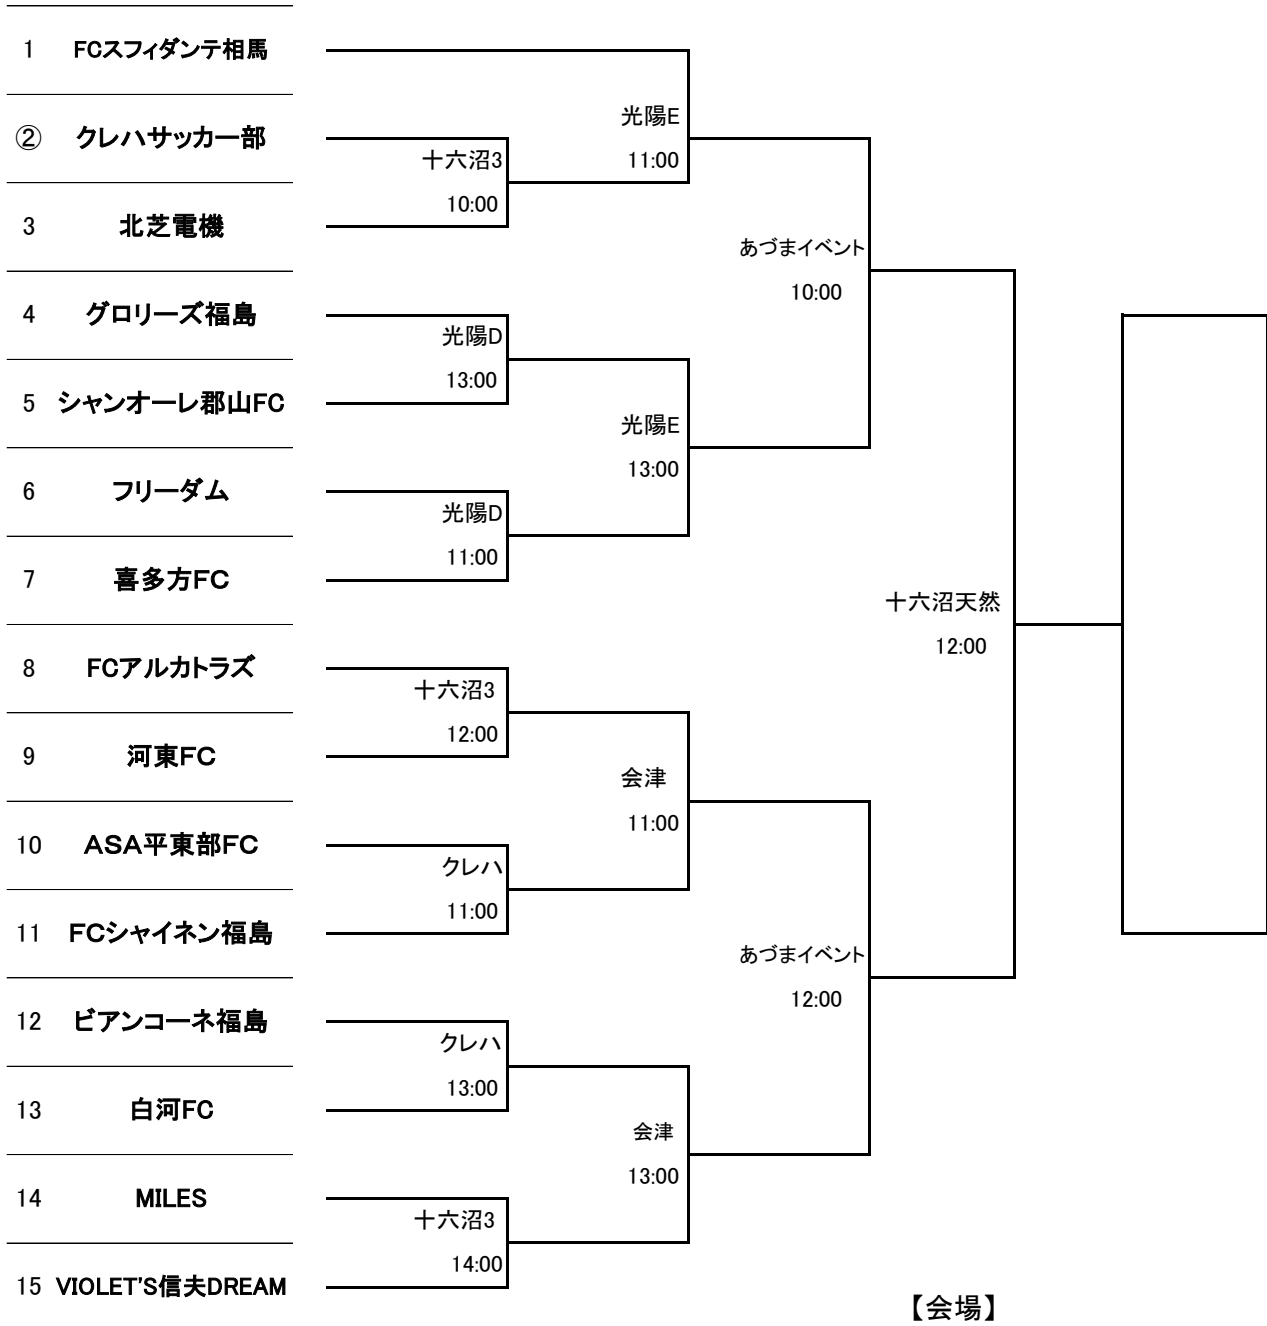 1 FCスフィダンテ相馬
光陽E
② クレハサッカー部
十六沼3
11:00
10:00
3 北芝電機
あづまイベント
10:00
4 グロリーズ福島
光陽D
13:00
5 シャンオーレ郡山FC
光陽E
13:00
6 フリーダム
光陽D
11:00
7 喜多方FC
十六沼天然
12:00
8 FCアルカトラズ
十六沼3
12:00
9 河東FC
会津
11:00
10 ASA平東部FC
クレハ
11:00
11 FCシャイネン福島
あづまイベント
12:00
12 ビアンコーネ福島
クレハ
13:00
13 白河FC
会津
13:00
14 MILES
十六沼3
14:00
15 VIOLET'S信夫DREAM
【会場】